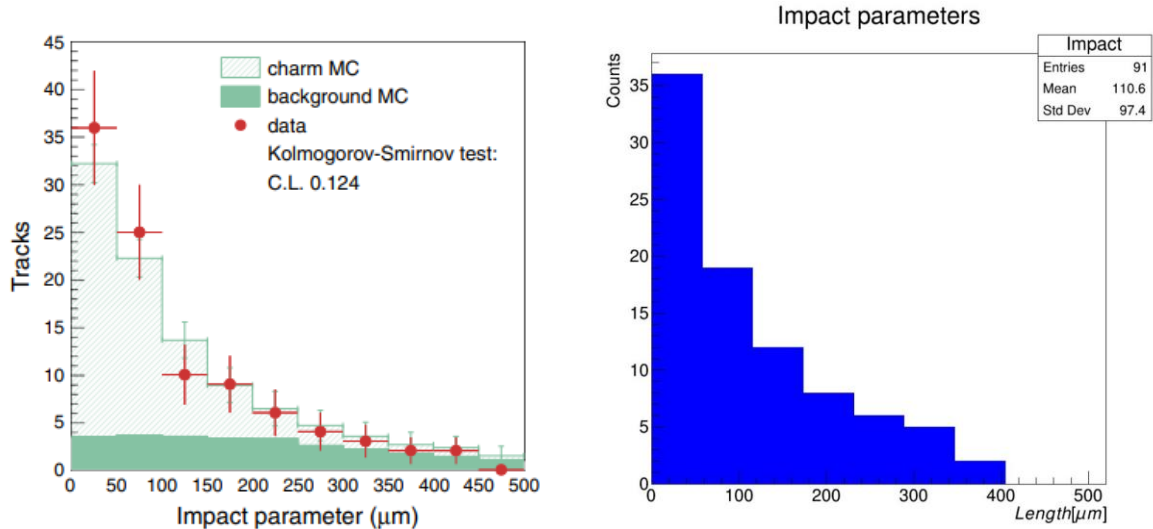 45
40
35
30
25
20
15
10
5
0
Tracks
charm MC
background MC
data
Kolmogorov-Smirnov test:
C.L. 0.124
0 50 100 150 200 250 300 350 400 450 500
Impact parameter (μm)
Impact parameters
Impact
Entries 91
Mean 110.6
Std Dev 97.4
Counts
35
30
25
20
15
10
5
0
0 100 200 300 400 500
Length[μm]